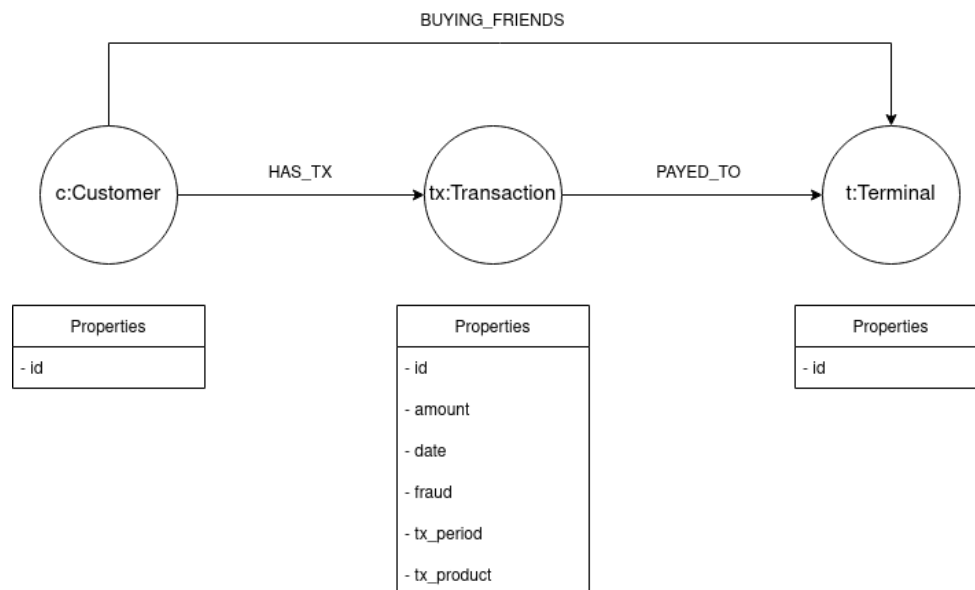 BUYING_FRIENDS
HAS_TX
PAYED_TO
c:Customer
tx:Transaction
t:Terminal
Properties
- id
Properties
- id
- amount
- date
- fraud
- tx_period
- tx_product
Properties
- id